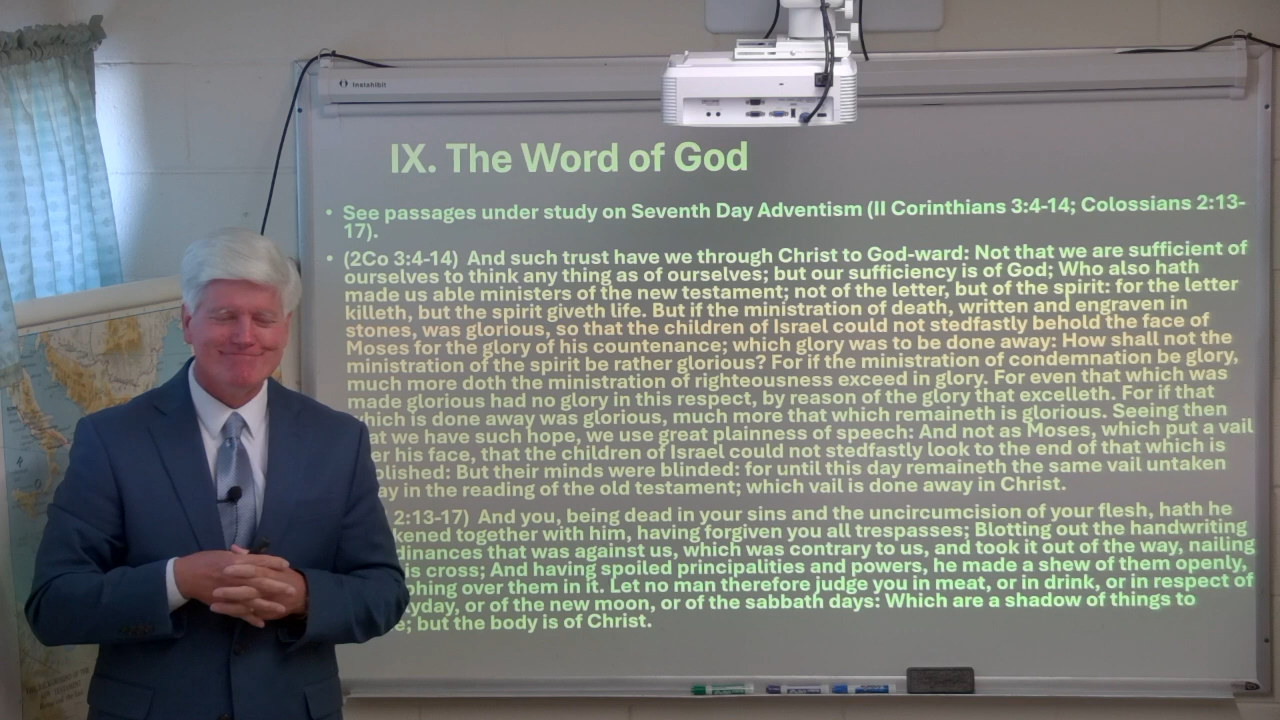 Instahibit
IX. The Word of God
• See passages under study on Seventh Day Adventism (II Corinthians 3:4-14; Colossians 2:13-
17).
• (2Co 3:4-14) And such trust have we through Christ to God-ward: Not that we are sufficient of
ourselves to think any thing as of ourselves; but our sufficiency is of God; Who also hath
made us able ministers of the new testament; not of the letter, but of the spirit: for the letter
killeth, but the spirit giveth life. But if the ministration of death, written and engraven in
stones, was glorious, so that the children of Israel could not stedfastly behold the face of
Moses for the glory of his countenance; which glory was to be done away: How shall not the
ministration of the spirit be rather glorious? For if the ministration of condemnation be glory,
much more doth the ministration of righteousness exceed in glory. For even that which was
made glorious had no glory in this respect, by reason of the glory that excelleth. For if that
which is done away was glorious, much more that which remaineth is glorious. Seeing then
at we have such hope, we use great plainness of speech: And not as Moses, which put a vail
er his face, that the children of Israel could not stedfastly look to the end of that which is
olished: But their minds were blinded: for until this day remaineth the same vail untaken
ay in the reading of the old testament; which vail is done away in Christ.
2:13-17) And you, being dead in your sins and the uncircumcision of your flesh, hath he
kened together with him, having forgiven you all trespasses; Blotting out the handwriting
dinances that was against us, which was contrary to us, and took it out of the way, nailing
is cross; And having spoiled principalities and powers, he made a shew of them openly,
hing over them in it. Let no man therefore judge you in meat, or in drink, or in respect of
yday, or of the new moon, or of the sabbath days: Which are a shadow of things to
e; but the body is of Christ.